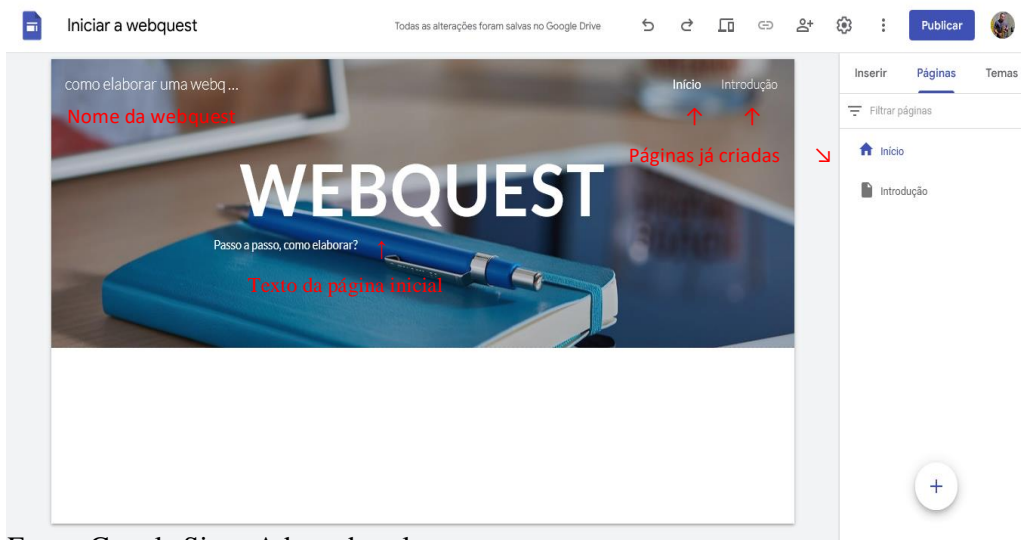 Iniciar a webquest
Todas as alterações foram salvas no Google Drive
Publicar
como elaborar uma webq ...
Início Introdução
Nome da webquest
Páginas já criadas
WEBQUEST
Passo a passo, como elaborar?
Texto da página inicial
Inserir Páginas Temas
Filtrar páginas
Início
Introdução